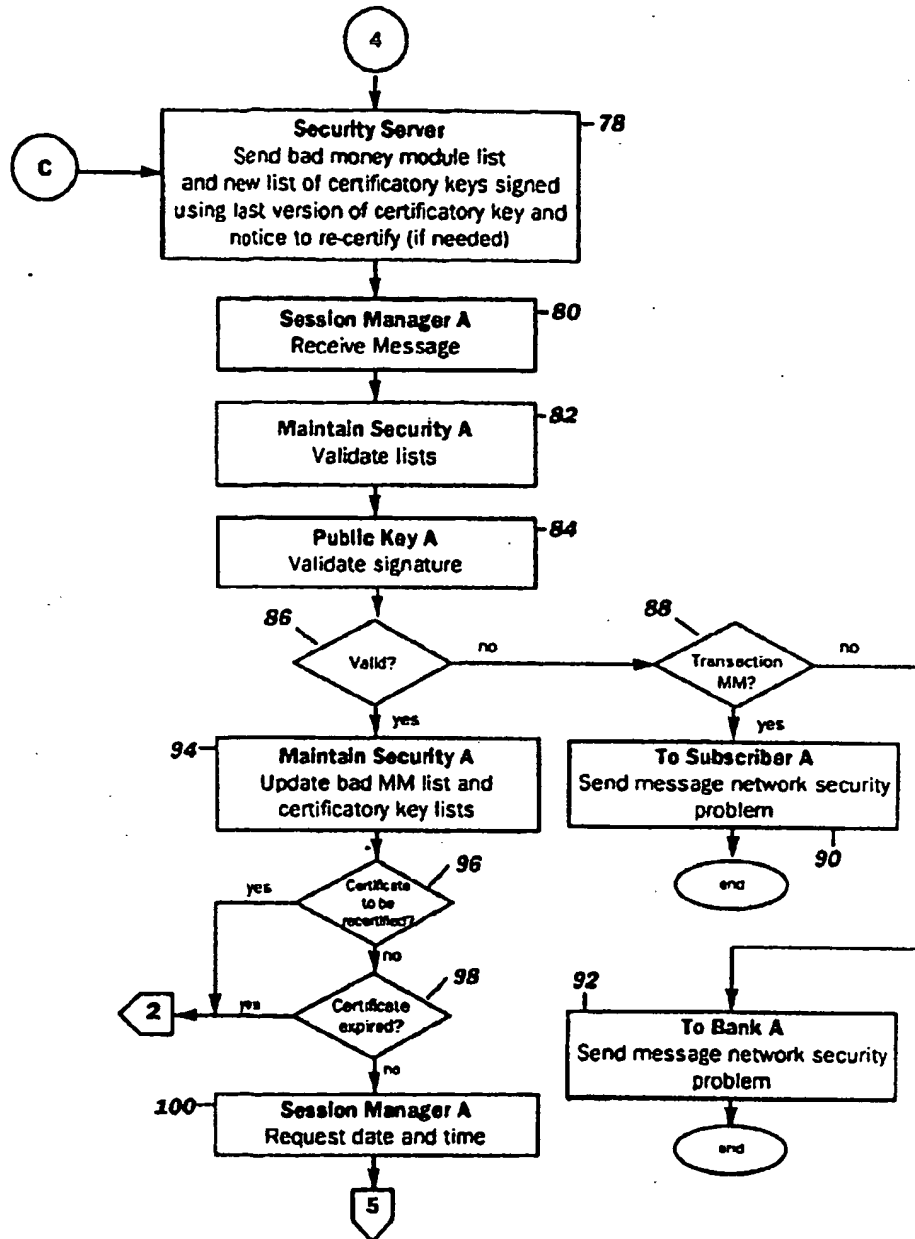 4
C
Security Server
78
Send bad money module list
and new list of certificatory keys signed
using last version of certificatory key and
notice to re-certify (if needed)
Session Manager A
80
Receive Message
Maintain Security A
82
Validate lists
Public Key A
84
Validate signature
86
Valid?
no
88
Transection
MM?
no
yes
yes
94
Maintain Security A
Update bad MM list and
certificatory key lists
To Subscriber A
Send message network security
problem
90
end
96
yes
Certificate
to be
recertified?
no
98
2
yes
Certificate
expired?
no
92
To Bank A
Send message network security
problem
end
100
Session Manager A
Request date and time
5